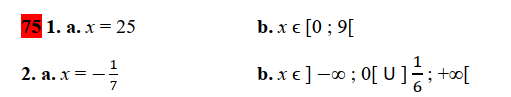 75 1. a. x = 25 b. x ϵ [0 ; 9[
2. a. x = −1/7 b. x ϵ ] −∞ ; 0[ U ] 1/6 ; +∞[